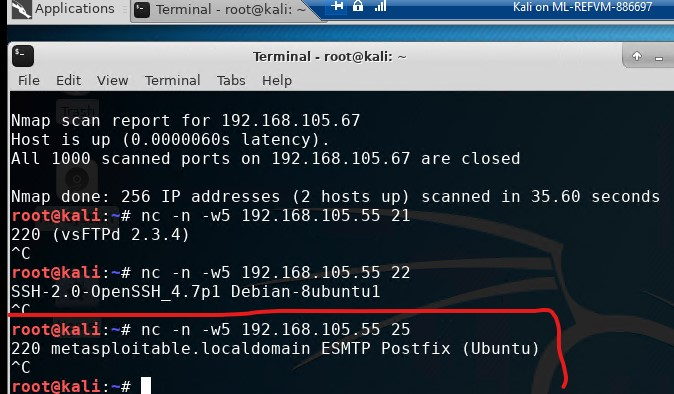 Applications
Terminal - root@kali: ~
Kali on ML-REFVM-886697
Terminal - root@kali: ~
File Edit View Terminal Tabs Help
Nmap scan report for 192.168.105.67
Host is up (0.0000060s latency).
All 1000 scanned ports on 192.168.105.67 are closed
Nmap done: 256 IP addresses (2 hosts up) scanned in 35.60 seconds
root@kali:~# nc -n -w5 192.168.105.55 21
220 (vsFTPd 2.3.4)
^C
root@kali:~# nc -n -w5 192.168.105.55 22
SSH-2.0-OpenSSH_4.7p1 Debian-8ubuntu1
^C
root@kali:~# nc -n -w5 192.168.105.55 25
220 metasploitable.localdomain ESMTP Postfix (Ubuntu)
^C
root@kali:~#